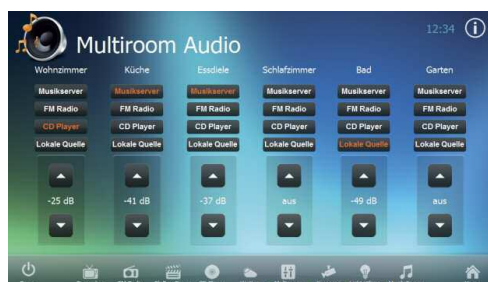 12:34
Multiroom Audio
Wohnzimmer Küche Essdiele Schlafzimmer Bad Garten
Musikserver Musikserver Musikserver Musikserver Musikserver Musikserver
FM Radio FM Radio FM Radio FM Radio FM Radio FM Radio
CD Player CD Player CD Player CD Player CD Player CD Player
Lokale Quelle Lokale Quelle Lokale Quelle Lokale Quelle Lokale Quelle Lokale Quelle
-25 dB -41 dB -37 dB aus -49 dB aus